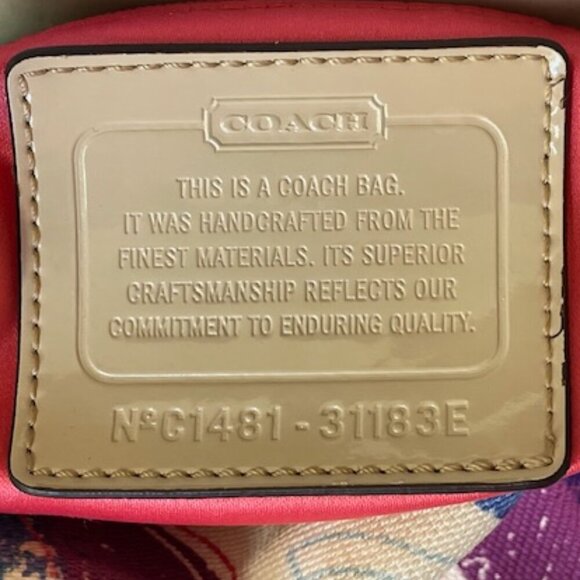 COACH
THIS IS A COACH BAG.
IT WAS HANDCRAFTED FROM THE
FINEST MATERIALS. ITS SUPERIOR
CRAFTSMANSHIP REFLECTS OUR
COMMITMENT TO ENDURING QUALITY.
Nº C1481 - 31183E